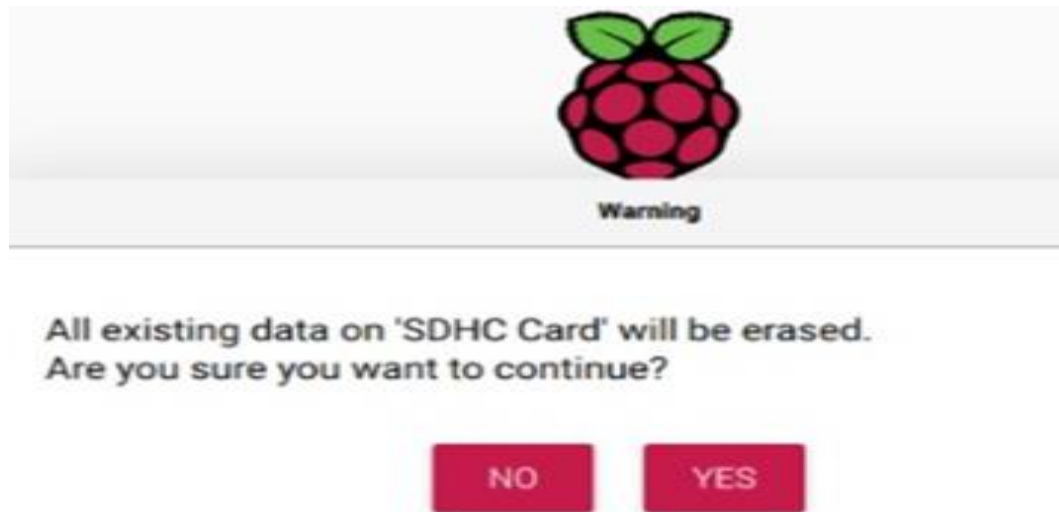 Warning
All existing data on 'SDHC Card' will be erased.
Are you sure you want to continue?
NO YES